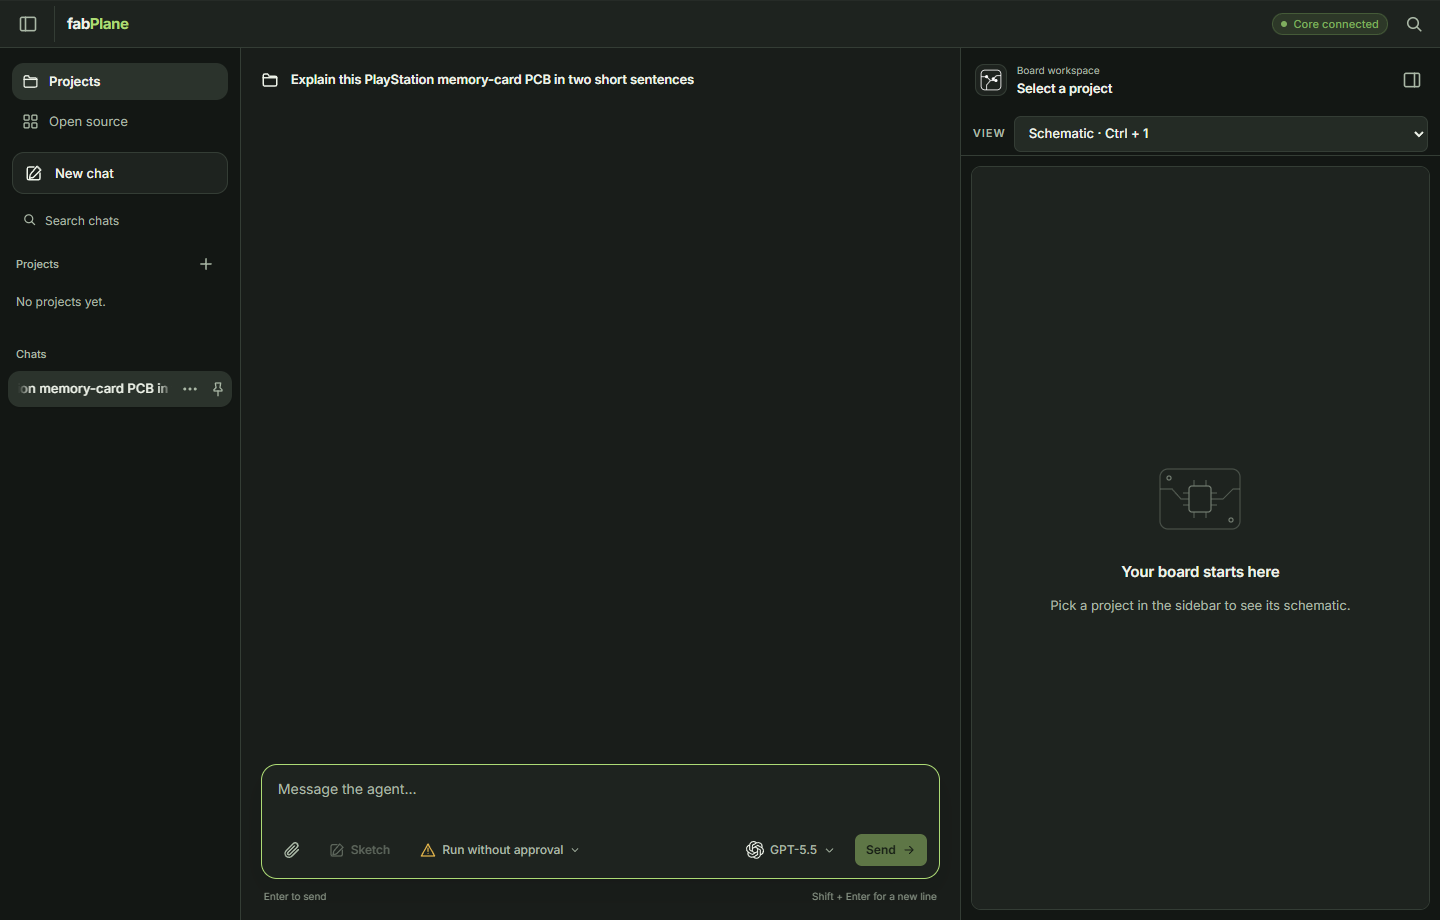 fabPlane
Core connected
Projects
Open source
New chat
Search chats
Projects
No projects yet.
Chats
on memory-card PCB in
Explain this PlayStation memory-card PCB in two short sentences
Message the agent...
Sketch
Run without approval
GPT-5.5
Send
Enter to send
Shift + Enter for a new line
Board workspace
Select a project
VIEW
Schematic · Ctrl + 1
Your board starts here
Pick a project in the sidebar to see its schematic.